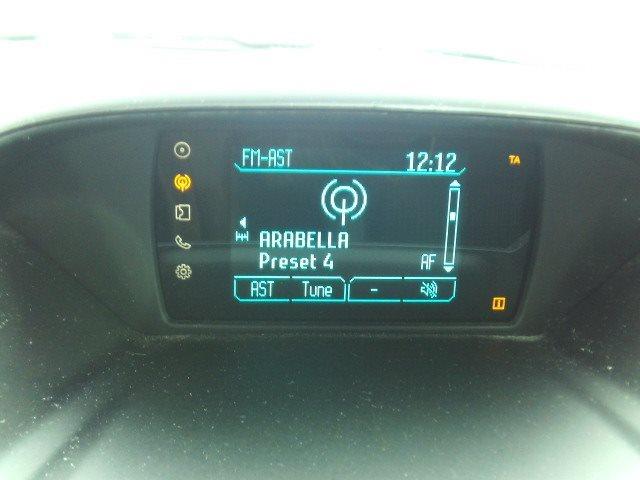 FM-AST 12:12 TA
ARABELLA
Preset 4 AF
AST Tune -